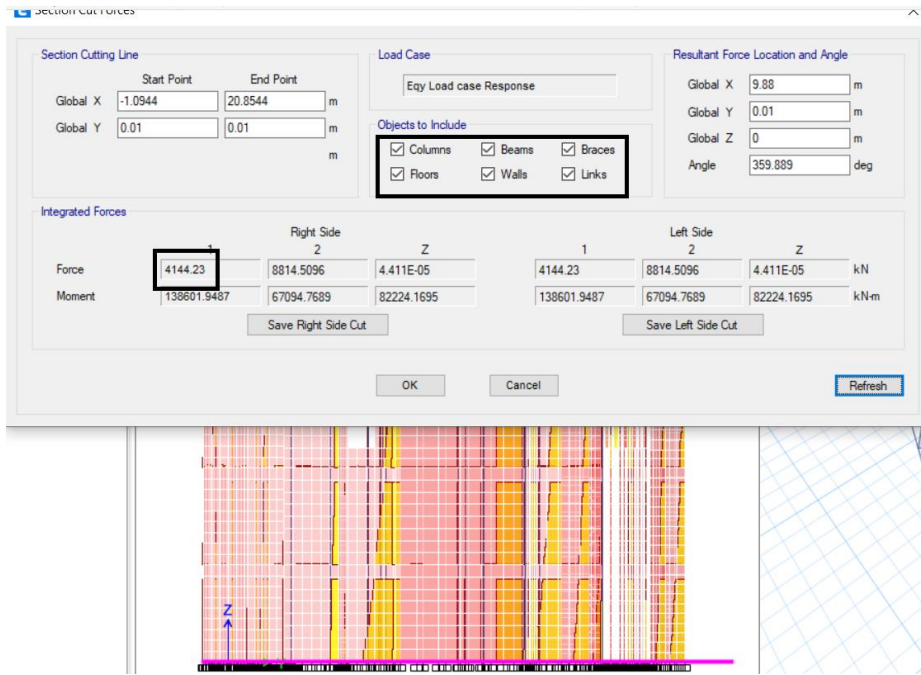 Section Cut Forces
Section Cutting Line
Start Point End Point
Global X -1.0944 20.8544 m
Global Y 0.01 0.01 m
m
Load Case
Eqy Load case Response
Objects to Include
Columns Beams Braces
Floors Walls Links
Resultant Force Location and Angle
Global X 9.88 m
Global Y 0.01 m
Global Z 0 m
Angle 359.889 deg
Integrated Forces
Right Side Left Side
1 2 Z 1 2 Z
Force 4144.23 8814.5096 4.411E-05 4144.23 8814.5096 4.411E-05 kN
Moment 138601.9487 67094.7689 82224.1695 138601.9487 67094.7689 82224.1695 kN-m
Save Right Side Cut Save Left Side Cut
OK Cancel Refresh
Z